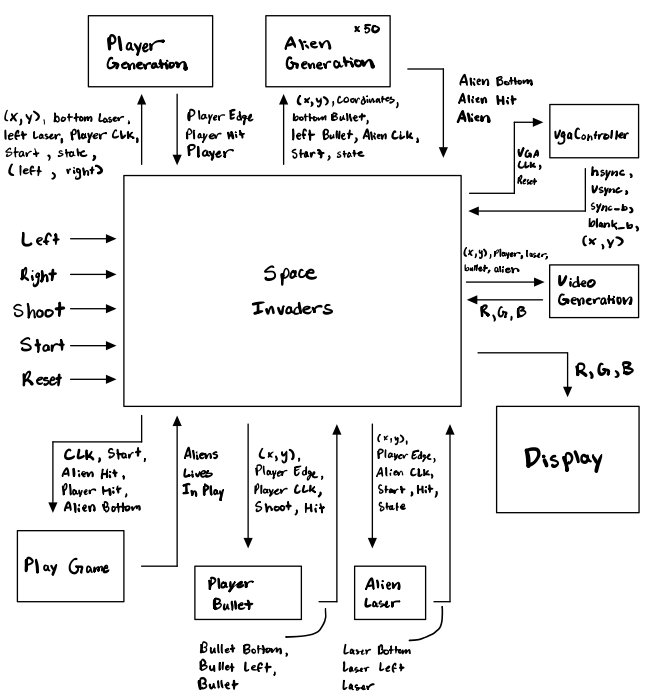 Player
Generation
x50
Alien
Generation
(x,y), bottom Laser,
left Laser, Player CLK,
Start, state,
(left, right)
Player Edge
Player Hit
Player
(x,y), coordinates,
bottom Bullet,
left Bullet, Alien CLK,
Start, state
Alien Bottom
Alien Hit
Alien
VGA
CLK,
Reset
vgaController
hsync,
Vsync,
sync_b,
blank_b,
(x,y)
Left
Right
Shoot
Start
Reset
Space
Invaders
(x,y), Player, laser,
bullet, alien
R,G,B
Video
Generation
R,G,B
Display
CLK, Start,
Alien Hit,
Player Hit,
Alien Bottom
Aliens
Lives
In Play
(x,y),
Player Edge,
Player CLK,
Shoot, Hit
(x,y),
Player Edge,
Alien CLK,
Start, Hit,
State
Play Game
Player
Bullet
Alien
Laser
Bullet Bottom,
Bullet Left,
Bullet
Laser Bottom
Laser Left
Laser